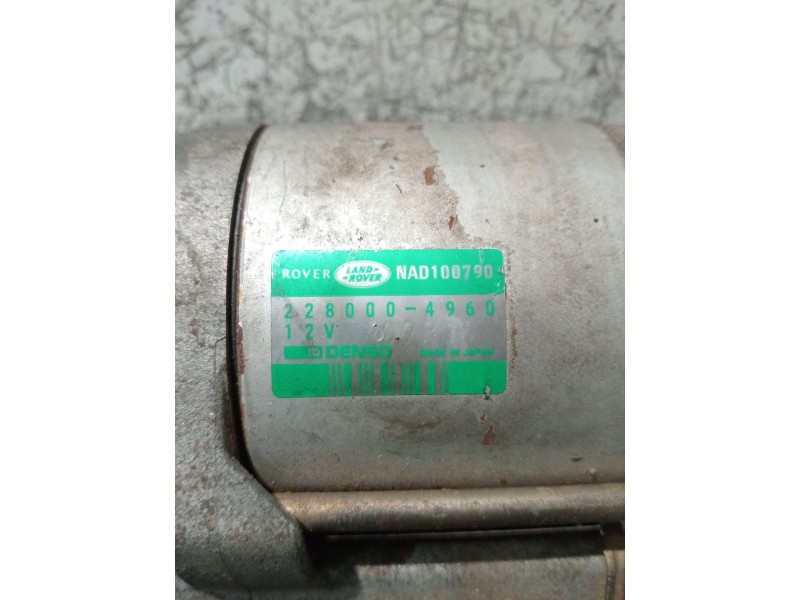 ROVER LAND-ROVER NAD100790
228000-4960
12V
DENSO MADE IN JAPAN